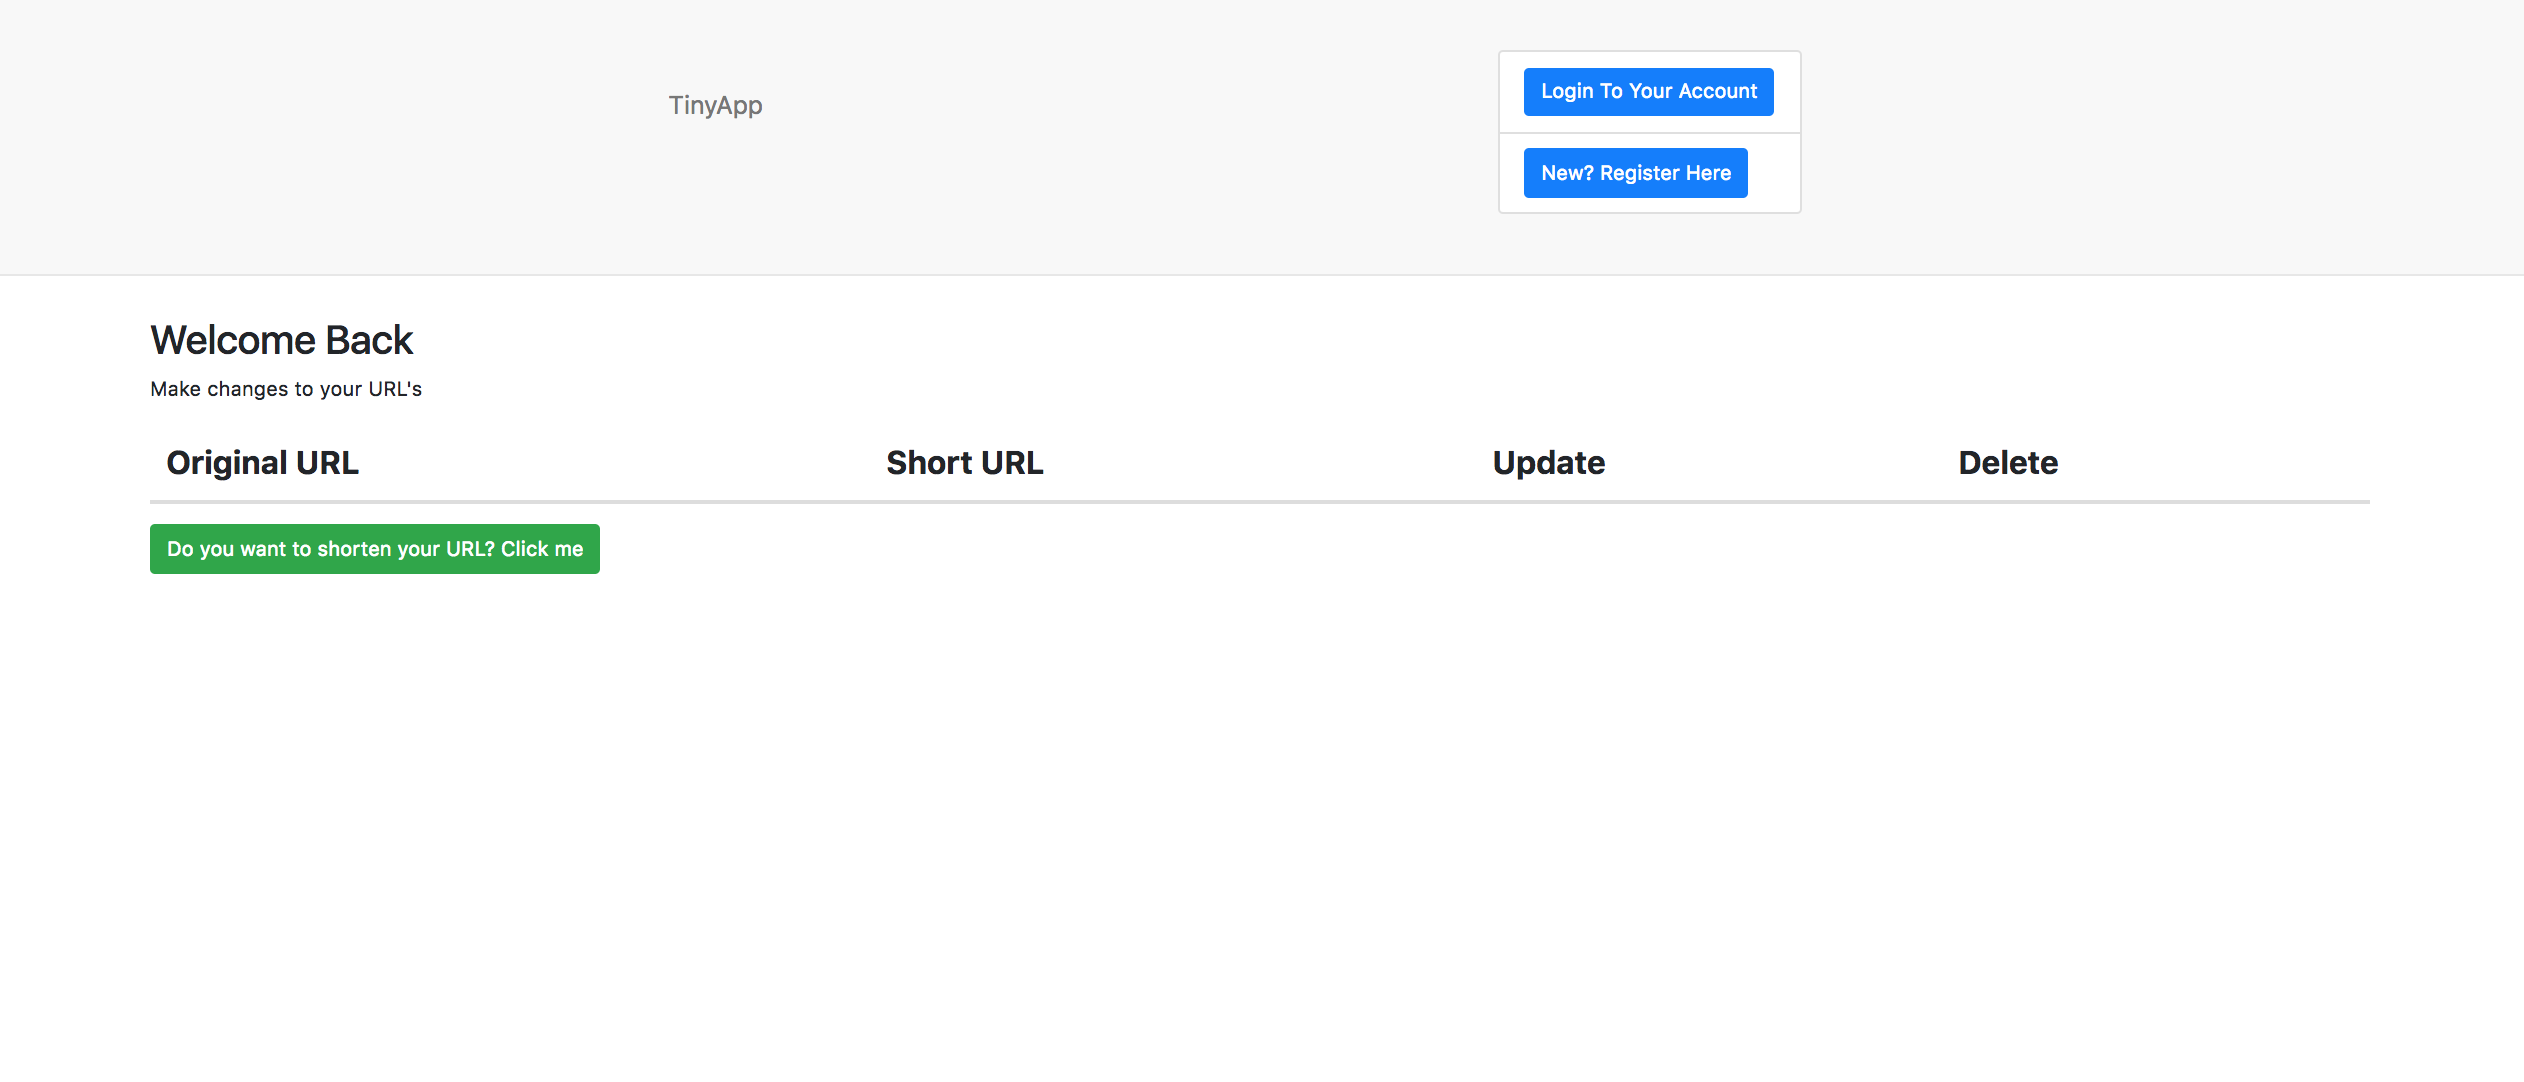 TinyApp
Login To Your Account
New? Register Here
Welcome Back
Make changes to your URL's
Original URL Short URL Update Delete
Do you want to shorten your URL? Click me